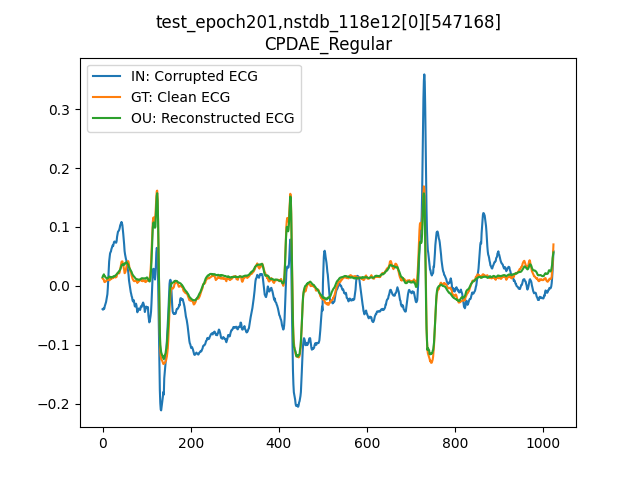 test_epoch201,nstdb_118e12[0][547168]
CPDAE_Regular
IN: Corrupted ECG
GT: Clean ECG
OU: Reconstructed ECG
0.3
0.2
0.1
0.0
−0.1
−0.2
0 200 400 600 800 1000